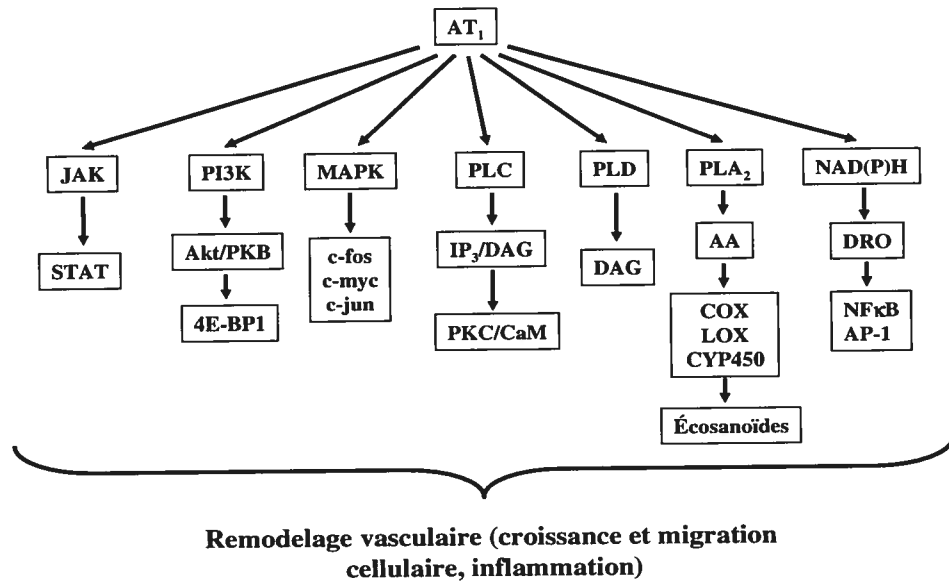 AT₁
JAK
PI3K
MAPK
PLC
PLD
PLA₂
NAD(P)H
STAT
Akt/PKB
4E-BP1
c-fos
c-myc
c-jun
IP₃/DAG
PKC/CaM
DAG
AA
COX
LOX
CYP450
Écosanoïdes
DRO
NFκB
AP-1
Remodelage vasculaire (croissance et migration
cellulaire, inflammation)